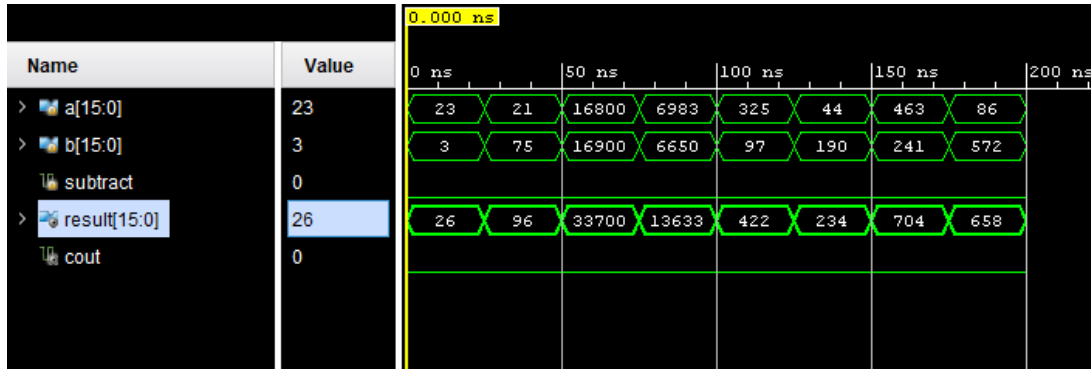 0.000 ns
Name Value
0 ns 50 ns 100 ns 150 ns 200 ns
a[15:0] 23 23 21 16800 6983 325 44 463 86
b[15:0] 3 3 75 16900 6650 97 190 241 572
subtract 0
result[15:0] 26 26 96 33700 13633 422 234 704 658
cout 0